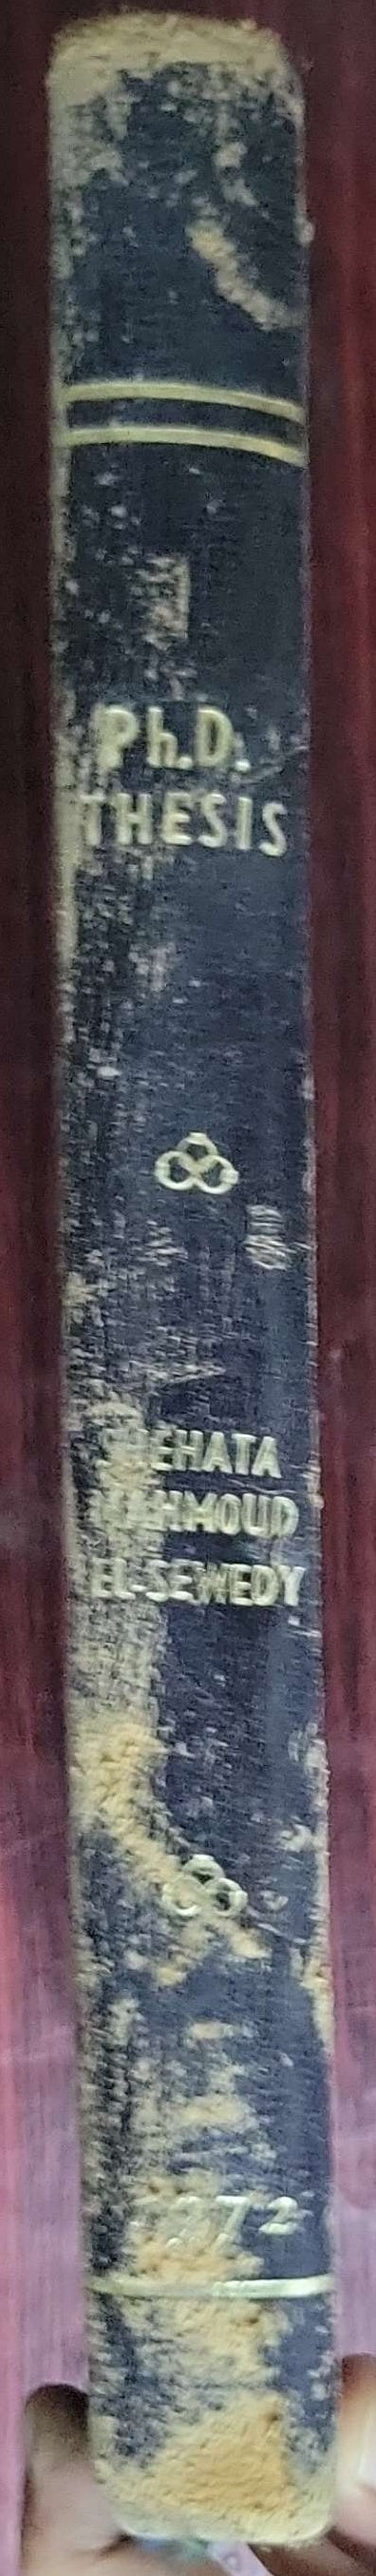 Ph.D.
THESIS
SHEHATA
MAHMOUD
EL-SEWEDY
1972